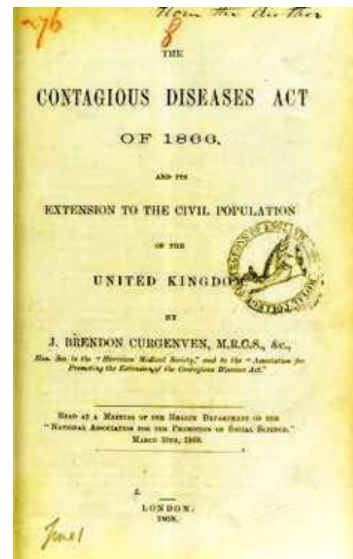 276 8 From the Author
THE
CONTAGIOUS DISEASES ACT
OF 1866,
AND ITS
EXTENSION TO THE CIVIL POPULATION
OF THE
UNITED KINGDOM
BY
J. BRENDON CURGENVEN, M.R.C.S., &c.,
Hon. Sec. to the "Harveian Medical Society," and to the "Association for
Promoting the Extension of the Contagious Diseases Act."
READ AT A MEETING OF THE HEALTH DEPARTMENT OF THE
"NATIONAL ASSOCIATION FOR THE PROMOTION OF SOCIAL SCIENCE,"
MARCH 1868.
LONDON.
1868.